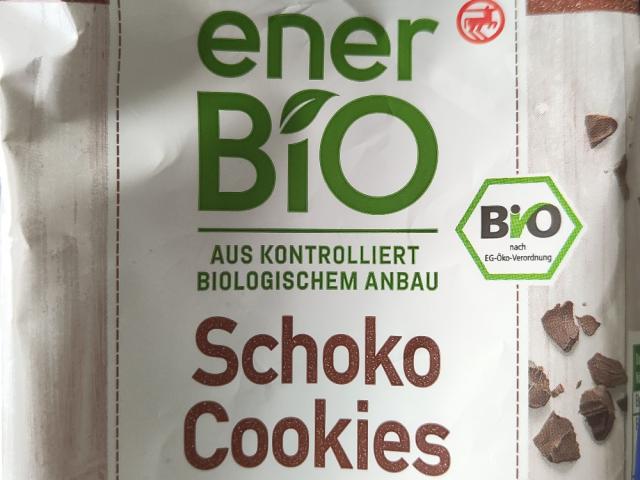 ener
BiO
AUS KONTROLLIERT
BIOLOGISCHEM ANBAU
BiO
nach
EG-Öko-Verordnung
Schoko
Cookies